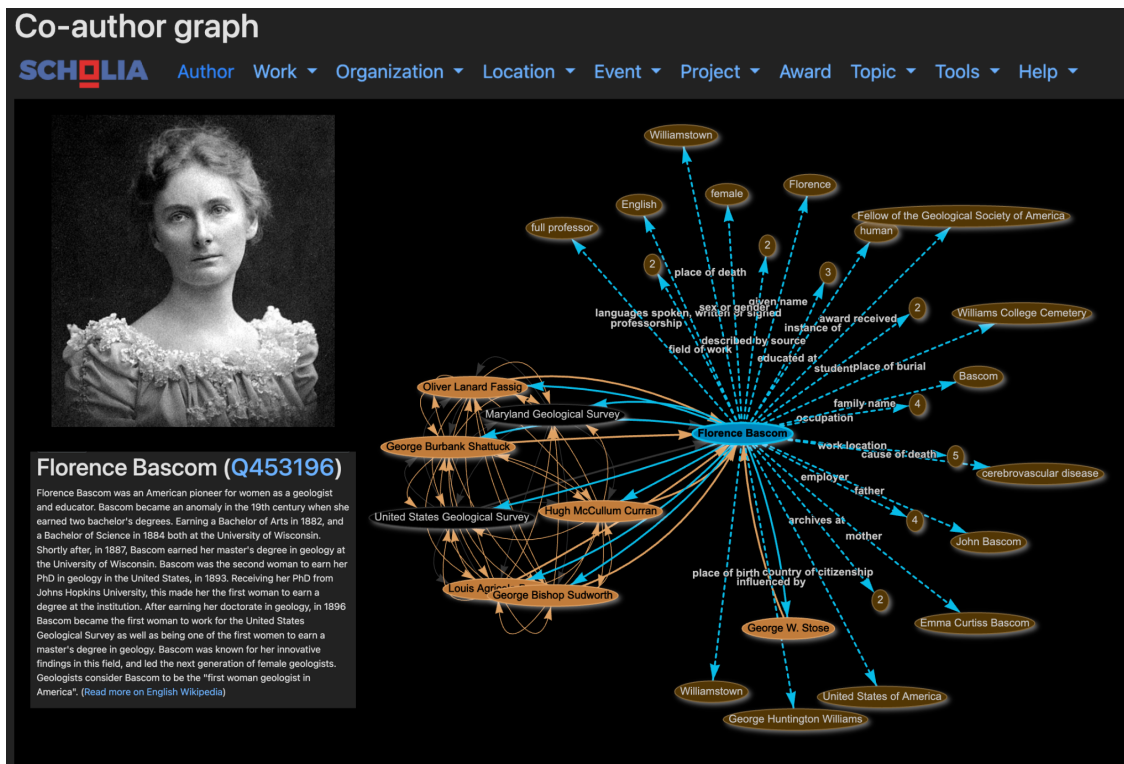 Co-author graph
SCHOLIA Author Work Organization Location Event Project Award Topic Tools Help
Williamstown
Florence
female
English
Fellow of the Geological Society of America
full professor
human
2
2
place of death
3
given name
sex or gender
languages spoken, written or signed
professorship
award received
2
Williams College Cemetery
instance of
described by source
field of work
educated at
student
place of burial
Bascom
Oliver Lanard Fassig
family name
4
Maryland Geological Survey
occupation
Florence Bascom
George Burbank Shattuck
work location
cause of death
5
cerebrovascular disease
employer
father
Hugh McCullum Curran
United States Geological Survey
archives at
4
mother
John Bascom
place of birth
country of citizenship
influenced by
Louis Agricola
George Bishop Sudworth
2
Emma Curtiss Bascom
George W. Stose
Williamstown
United States of America
George Huntington Williams
Florence Bascom (Q453196)
Florence Bascom was an American pioneer for women as a geologist
and educator. Bascom became an anomaly in the 19th century when she
earned two bachelor's degrees. Earning a Bachelor of Arts in 1882, and
a Bachelor of Science in 1884 both at the University of Wisconsin.
Shortly after, in 1887, Bascom earned her master's degree in geology at
the University of Wisconsin. Bascom was the second woman to earn her
PhD in geology in the United States, in 1893. Receiving her PhD from
Johns Hopkins University, this made her the first woman to earn a
degree at the institution. After earning her doctorate in geology, in 1896
Bascom became the first woman to work for the United States
Geological Survey as well as being one of the first women to earn a
master's degree in geology. Bascom was known for her innovative
findings in this field, and led the next generation of female geologists.
Geologists consider Bascom to be the "first woman geologist in
America". (Read more on English Wikipedia)